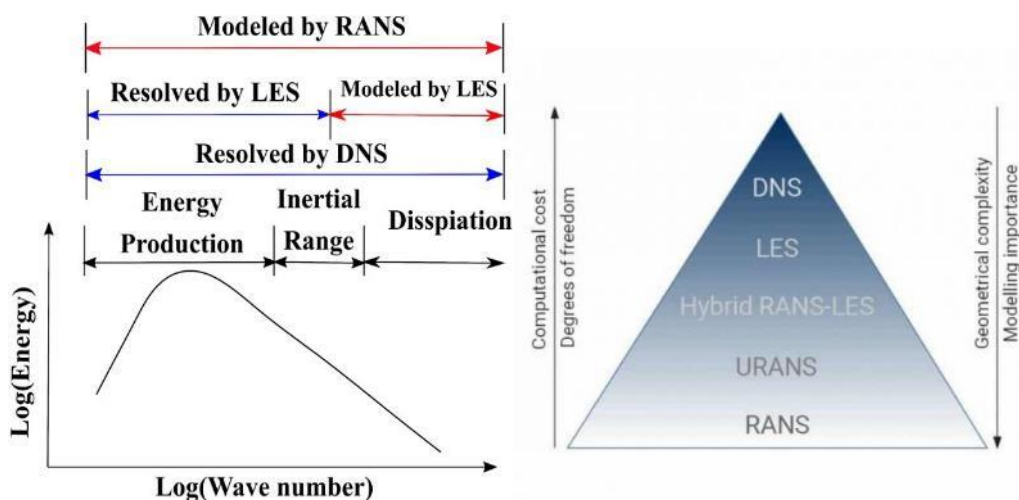 Modeled by RANS
Resolved by LES
Modeled by LES
Resolved by DNS
Energy
Production
Inertial
Range
Disspiation
Log(Energy)
Log(Wave number)
Computational cost
Degrees of freedom
DNS
LES
Hybrid RANS-LES
URANS
RANS
Geometrical complexity
Modelling importance